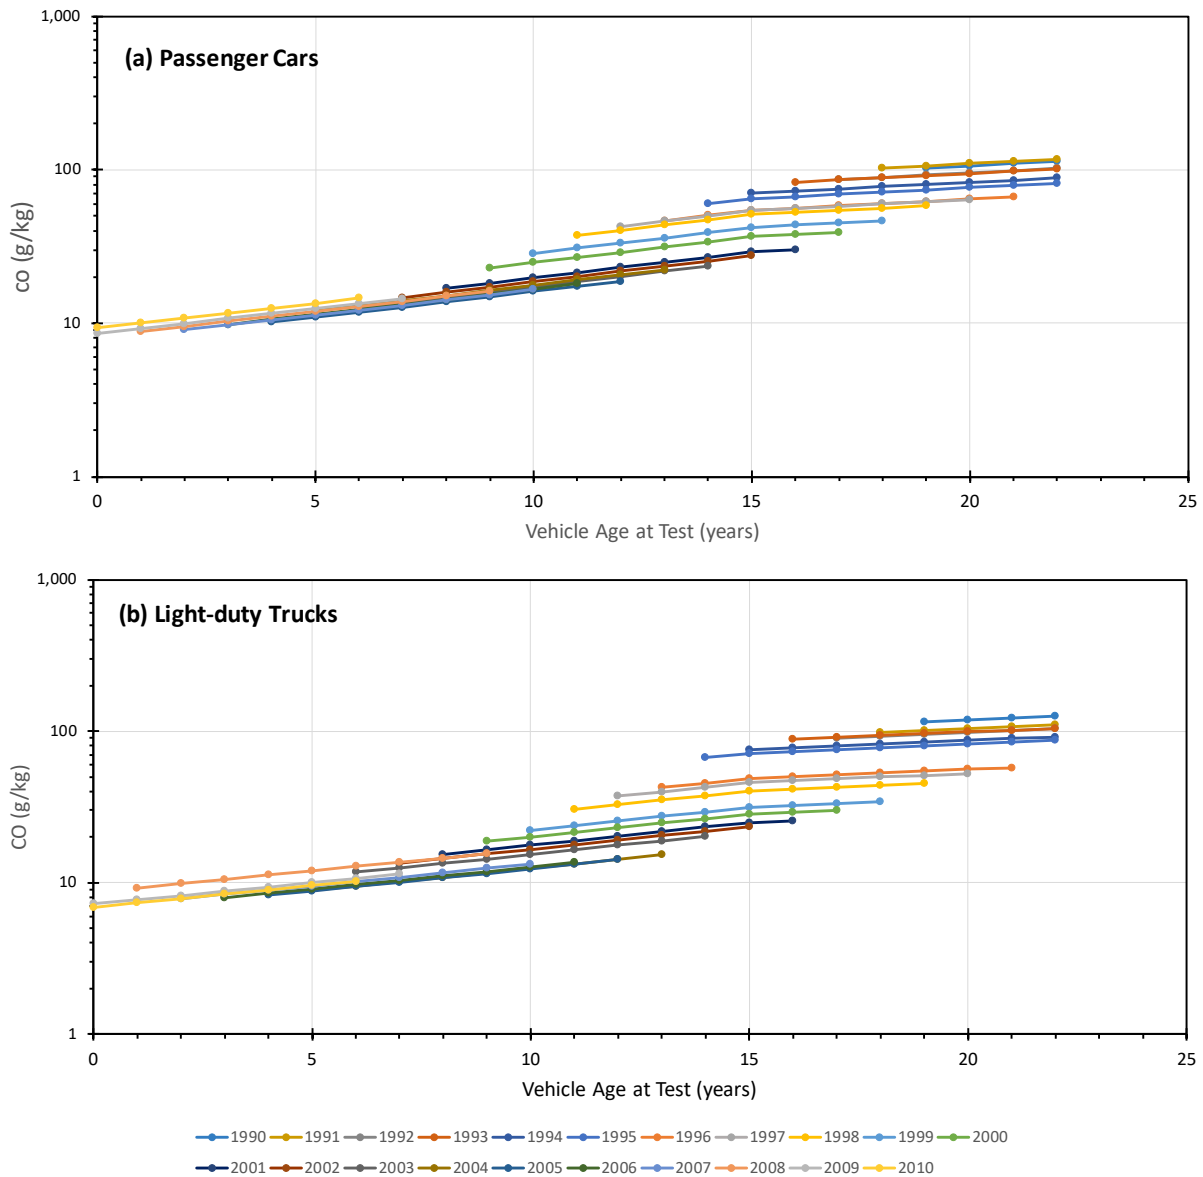 (a) Passenger Cars
1,000
100
10
1
co (g/kg)
0 5 10 15 20 25
Vehicle Age at Test (years)
(b) Light-duty Trucks
1,000
100
10
1
CO (g/kg)
0 5 10 15 20 25
Vehicle Age at Test (years)
1990 1991 1992 1993 1994 1995 1996 1997 1998 1999 2000
2001 2002 2003 2004 2005 2006 2007 2008 2009 2010